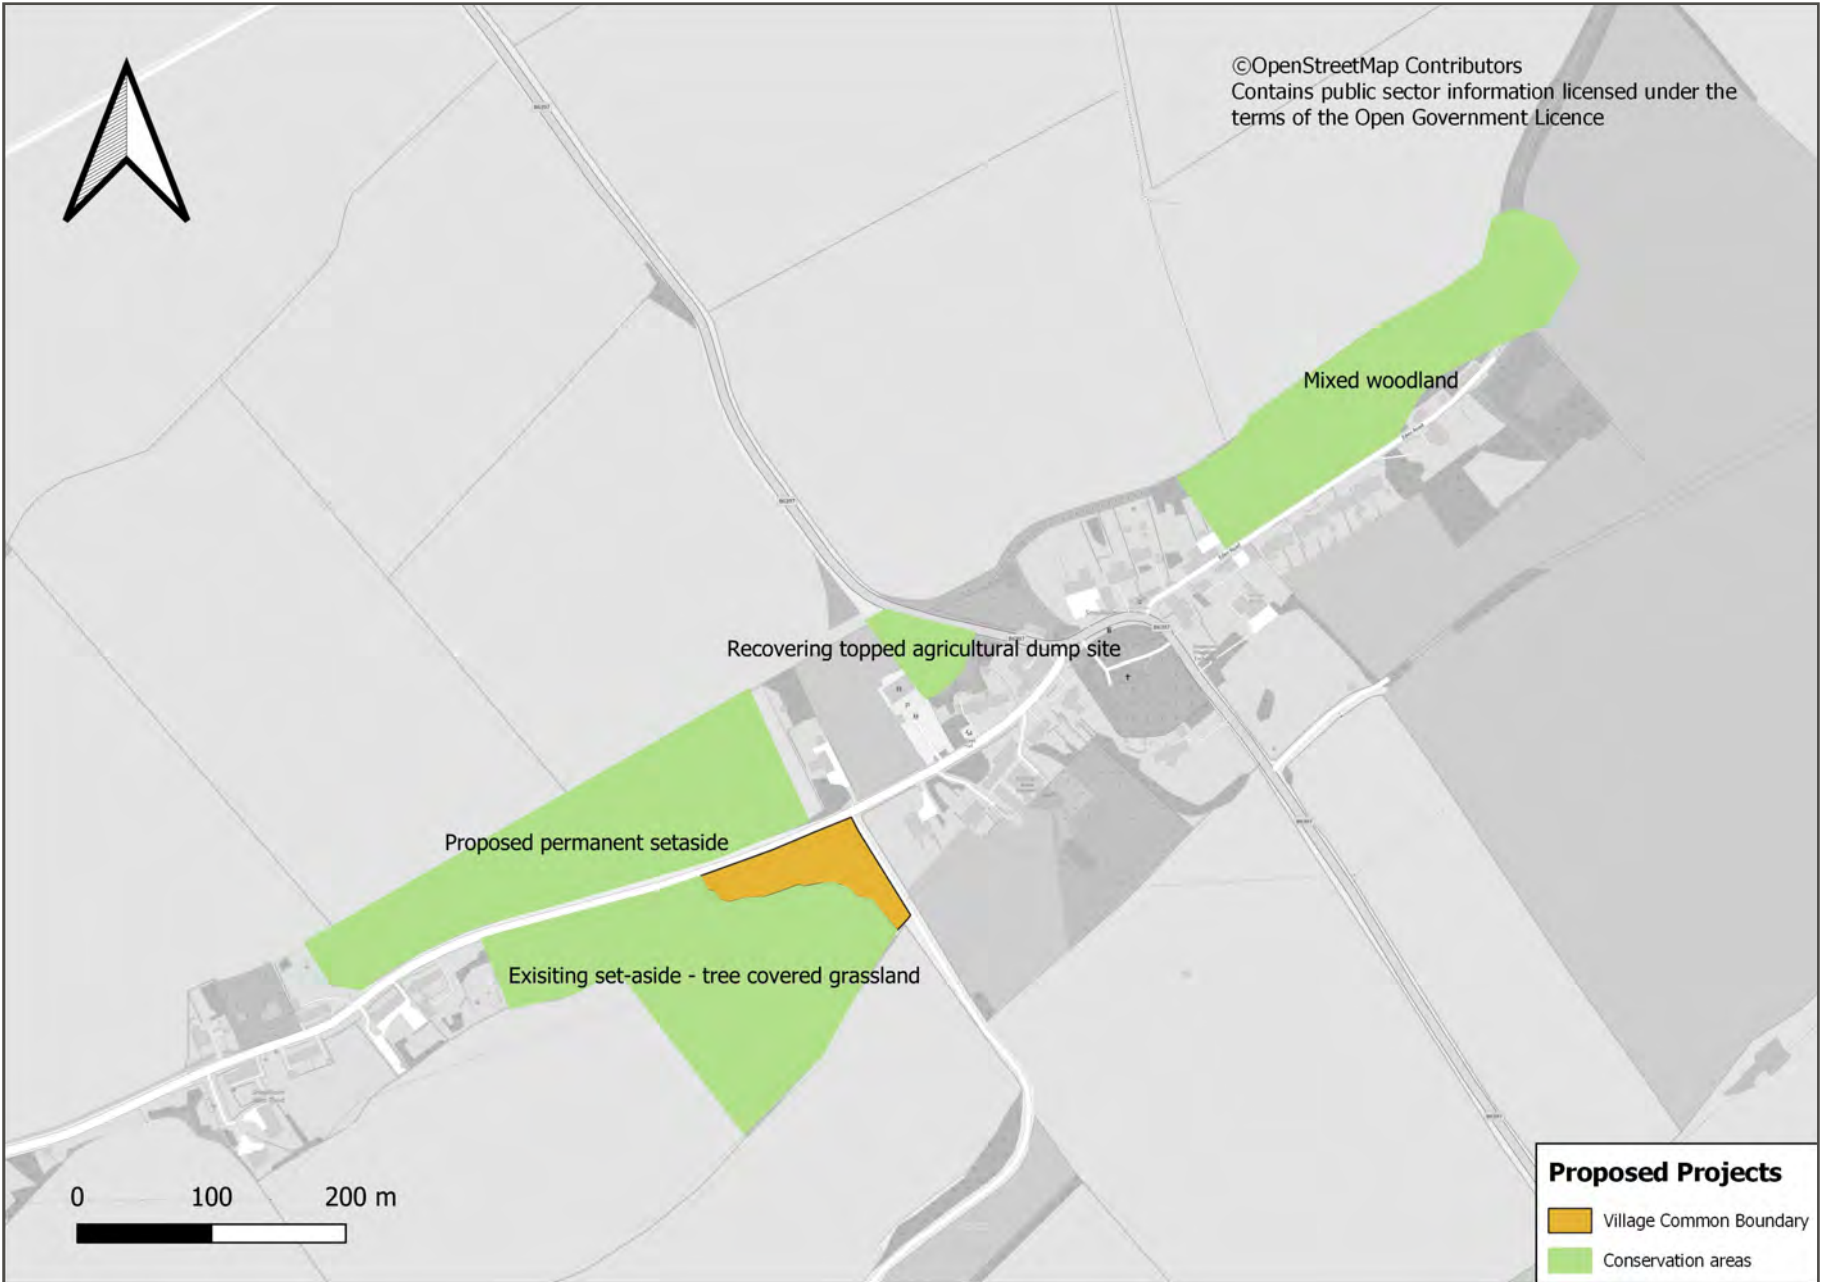 ©OpenStreetMap Contributors
Contains public sector information licensed under the
terms of the Open Government Licence
Mixed woodland
Recovering topped agricultural dump site
Proposed permanent setaside
Exisiting set-aside - tree covered grassland
0 100 200 m
Proposed Projects
Village Common Boundary
Conservation areas